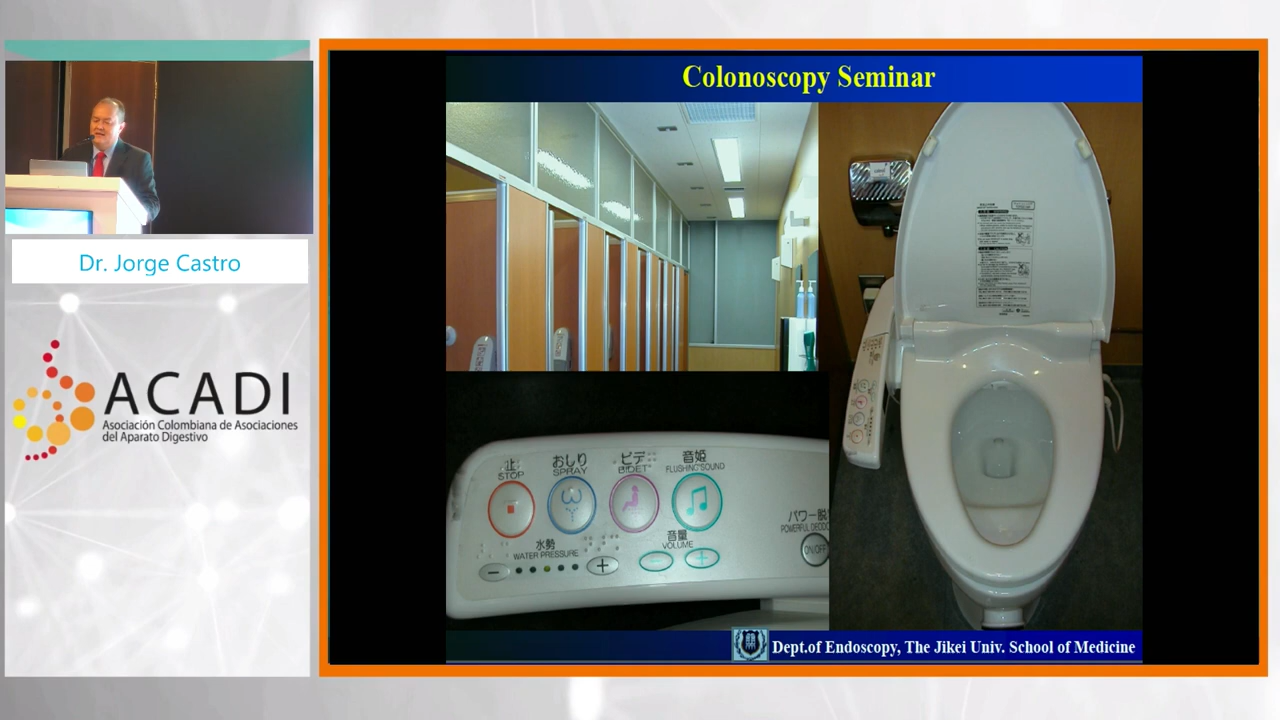 Colonoscopy Seminar
Dr. Jorge Castro
ACADI
Asociación Colombiana de Asociaciones
del Aparato Digestivo
止
STOP
おしり
SPRAY
ビデ
BIDET
音姫
FLUSHING SOUND
水勢
WATER PRESSURE
音量
VOLUME
パワー脱
POWERFUL DEODO
ON/OFF
Dept.of Endoscopy, The Jikei Univ. School of Medicine